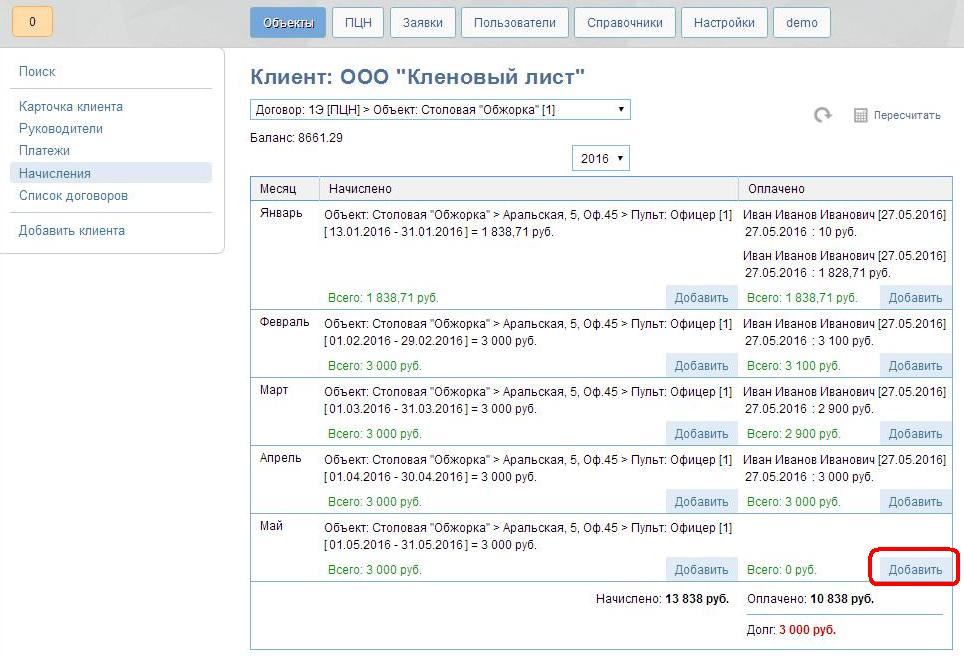 0
Объекты ПЦН Заявки Пользователи Справочники Настройки demo
Поиск
Карточка клиента
Руководители
Платежи
Начисления
Список договоров
Добавить клиента
Клиент: ООО "Кленовый лист"
Договор: 1Э [ПЦН] > Объект: Столовая "Обжорка" [1]
Пересчитать
Баланс: 8661.29
2016
Месяц Начислено Оплачено
Январь Объект: Столовая "Обжорка" > Аральская, 5, Оф.45 > Пульт: Офицер [1] Иван Иванов Иванович [27.05.2016]
[13.01.2016 - 31.01.2016] = 1 838,71 руб. 27.05.2016 : 10 руб.
Иван Иванов Иванович [27.05.2016]
27.05.2016 : 1 828,71 руб.
Всего: 1 838,71 руб. Добавить Всего: 1 838,71 руб. Добавить
Февраль Объект: Столовая "Обжорка" > Аральская, 5, Оф.45 > Пульт: Офицер [1] Иван Иванов Иванович [27.05.2016]
[01.02.2016 - 29.02.2016] = 3 000 руб. 27.05.2016 : 3 100 руб.
Всего: 3 000 руб. Добавить Всего: 3 100 руб. Добавить
Март Объект: Столовая "Обжорка" > Аральская, 5, Оф.45 > Пульт: Офицер [1] Иван Иванов Иванович [27.05.2016]
[01.03.2016 - 31.03.2016] = 3 000 руб. 27.05.2016 : 2 900 руб.
Всего: 3 000 руб. Добавить Всего: 2 900 руб. Добавить
Апрель Объект: Столовая "Обжорка" > Аральская, 5, Оф.45 > Пульт: Офицер [1] Иван Иванов Иванович [27.05.2016]
[01.04.2016 - 30.04.2016] = 3 000 руб. 27.05.2016 : 3 000 руб.
Всего: 3 000 руб. Добавить Всего: 3 000 руб. Добавить
Май Объект: Столовая "Обжорка" > Аральская, 5, Оф.45 > Пульт: Офицер [1]
[01.05.2016 - 31.05.2016] = 3 000 руб.
Всего: 3 000 руб. Добавить Всего: 0 руб. Добавить
Начислено: 13 838 руб. Оплачено: 10 838 руб.
Долг: 3 000 руб.